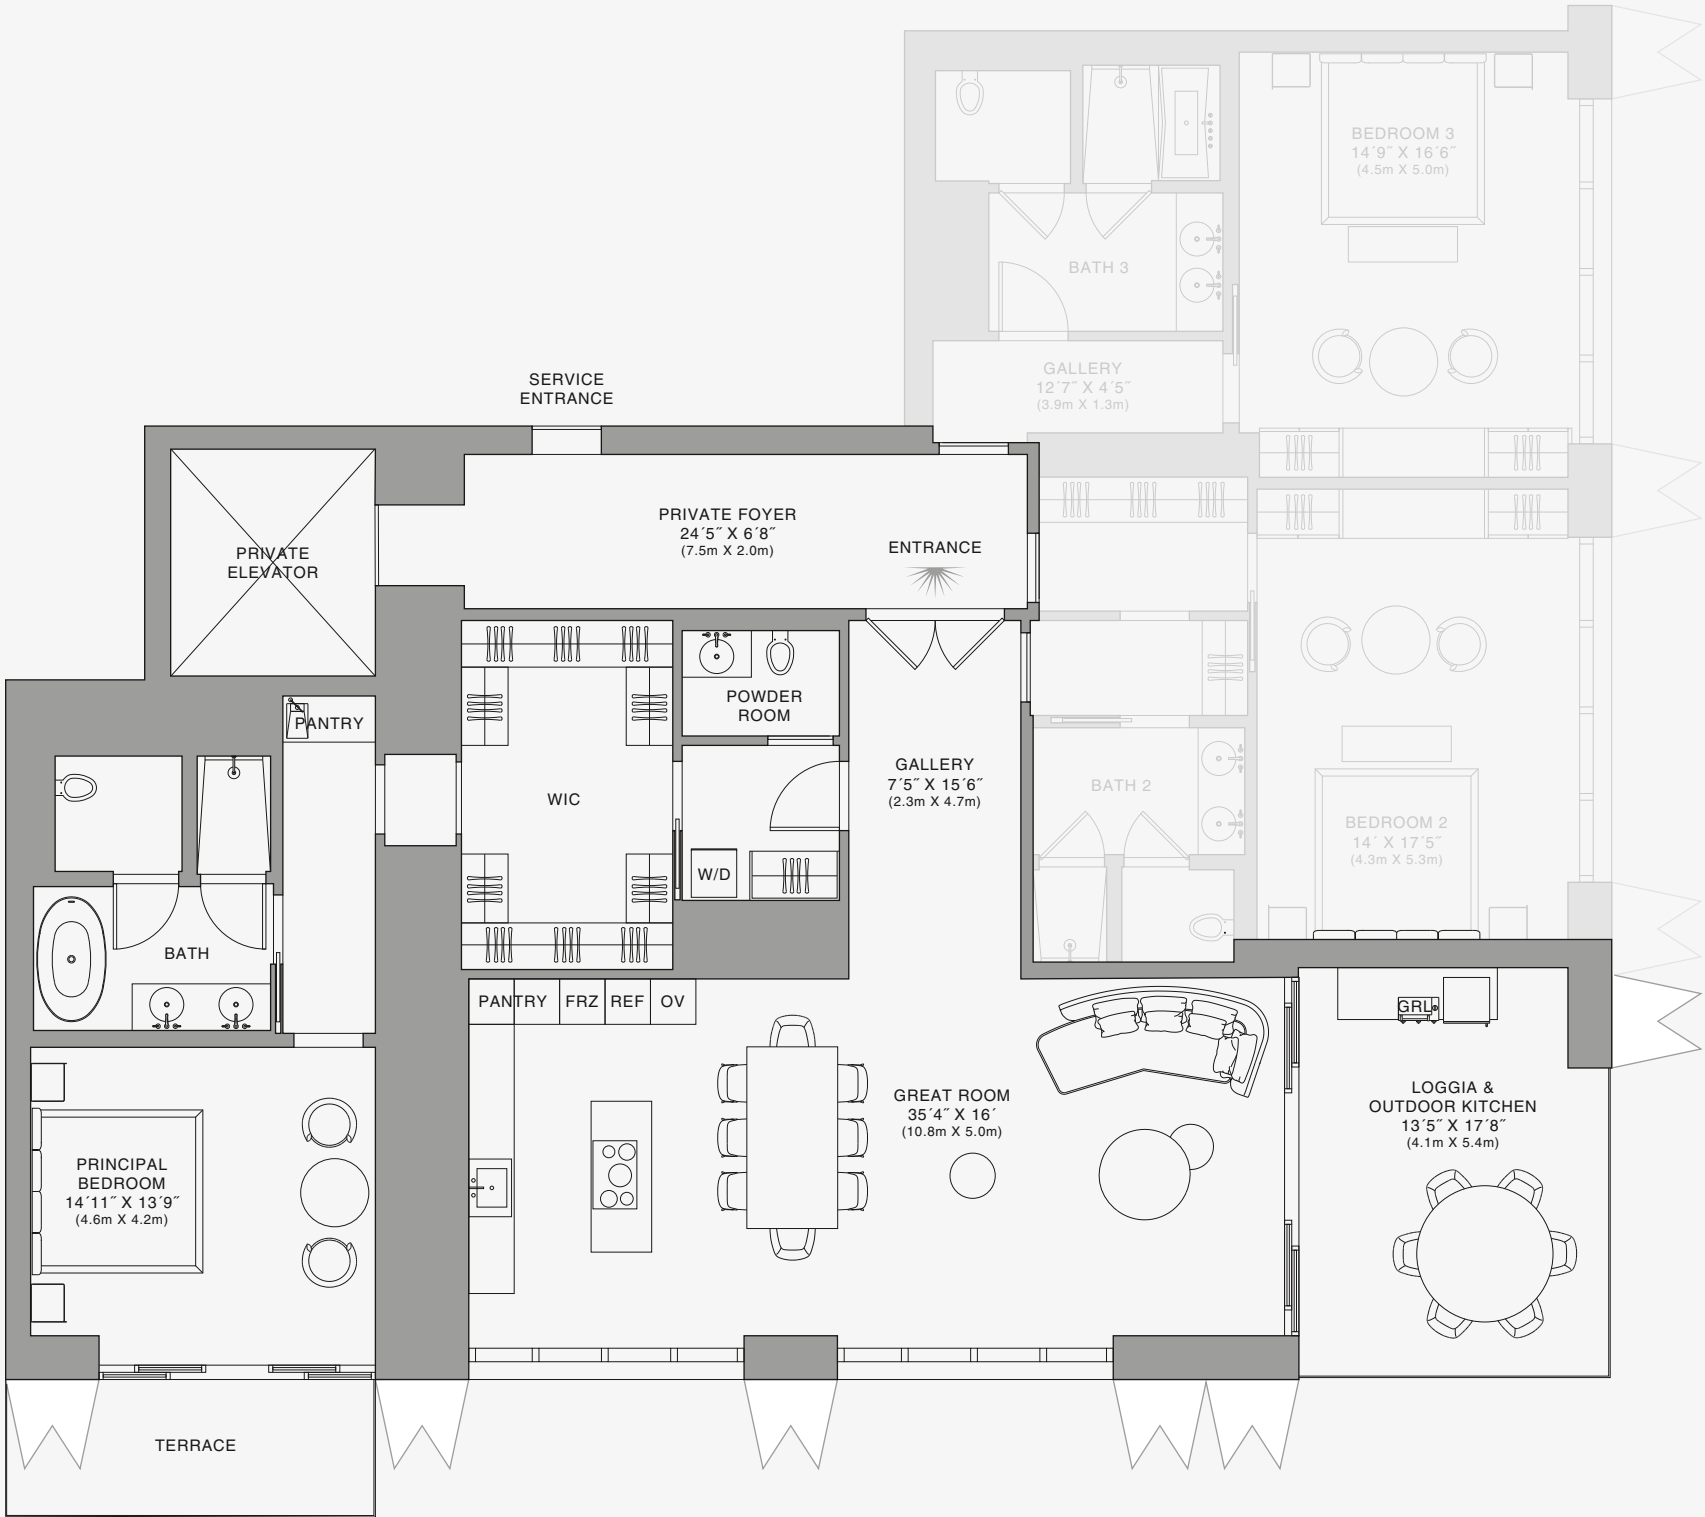 BEDROOM 3
14´9˝ X 16´6˝
(4.5m X 5.0m)
BATH 3
GALLERY
12´7˝ X 4´5˝
(3.9m X 1.3m)
SERVICE
ENTRANCE
PRIVATE FOYER
24´5˝ X 6´8˝
(7.5m X 2.0m)
ENTRANCE
PRIVATE
ELEVATOR
PANTRY
POWDER
ROOM
WIC
GALLERY
7´5˝ X 15´6˝
(2.3m X 4.7m)
BATH 2
BEDROOM 2
14´ X 17´5˝
(4.3m X 5.3m)
W/D
BATH
PANTRY
FRZ
REF
OV
GRL
GREAT ROOM
35´4˝ X 16´
(10.8m X 5.0m)
LOGGIA &
OUTDOOR KITCHEN
13´5˝ X 17´8˝
(4.1m X 5.4m)
PRINCIPAL
BEDROOM
14´11˝ X 13´9˝
(4.6m X 4.2m)
TERRACE